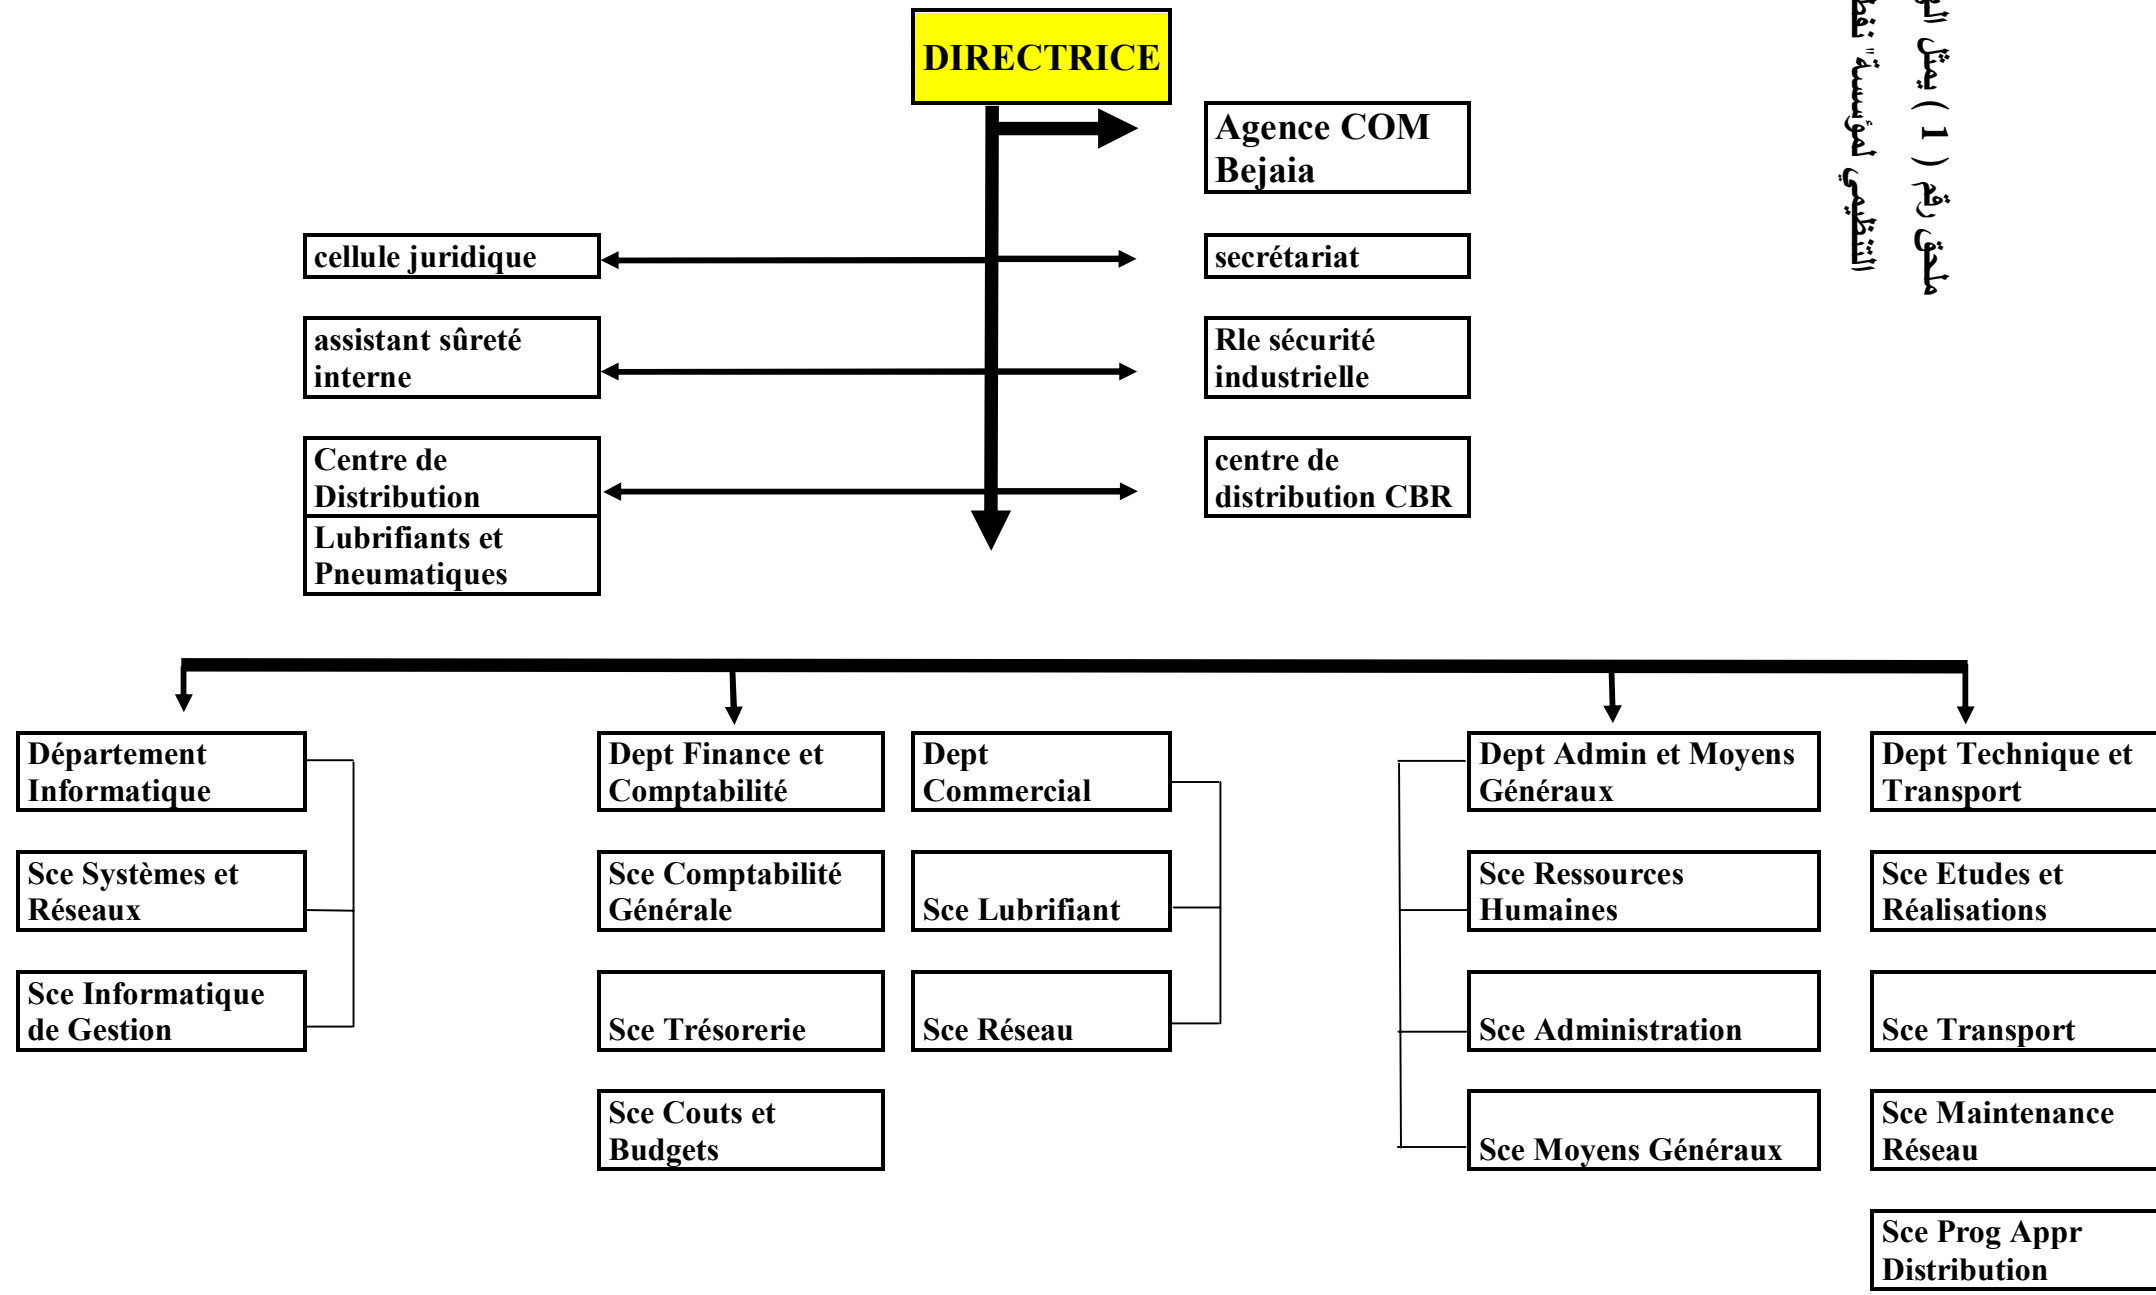 DIRECTRICE
Agence COM
Bejaia
cellule juridique
secrétariat
assistant sûreté
interne
Rle sécurité
industrielle
Centre de
Distribution
Lubrifiants et
Pneumatiques
centre de
distribution CBR
Département
Informatique
Sce Systèmes et
Réseaux
Sce Informatique
de Gestion
Dept Finance et
Comptabilité
Sce Comptabilité
Générale
Sce Trésorerie
Sce Couts et
Budgets
Dept
Commercial
Sce Lubrifiant
Sce Réseau
Dept Admin et Moyens
Généraux
Sce Ressources
Humaines
Sce Administration
Sce Moyens Généraux
Dept Technique et
Transport
Sce Etudes et
Réalisations
Sce Transport
Sce Maintenance
Réseau
Sce Prog Appr
Distribution
ملحق رقم ( 1 ) يمثل
التنظيمي لمؤسسة"